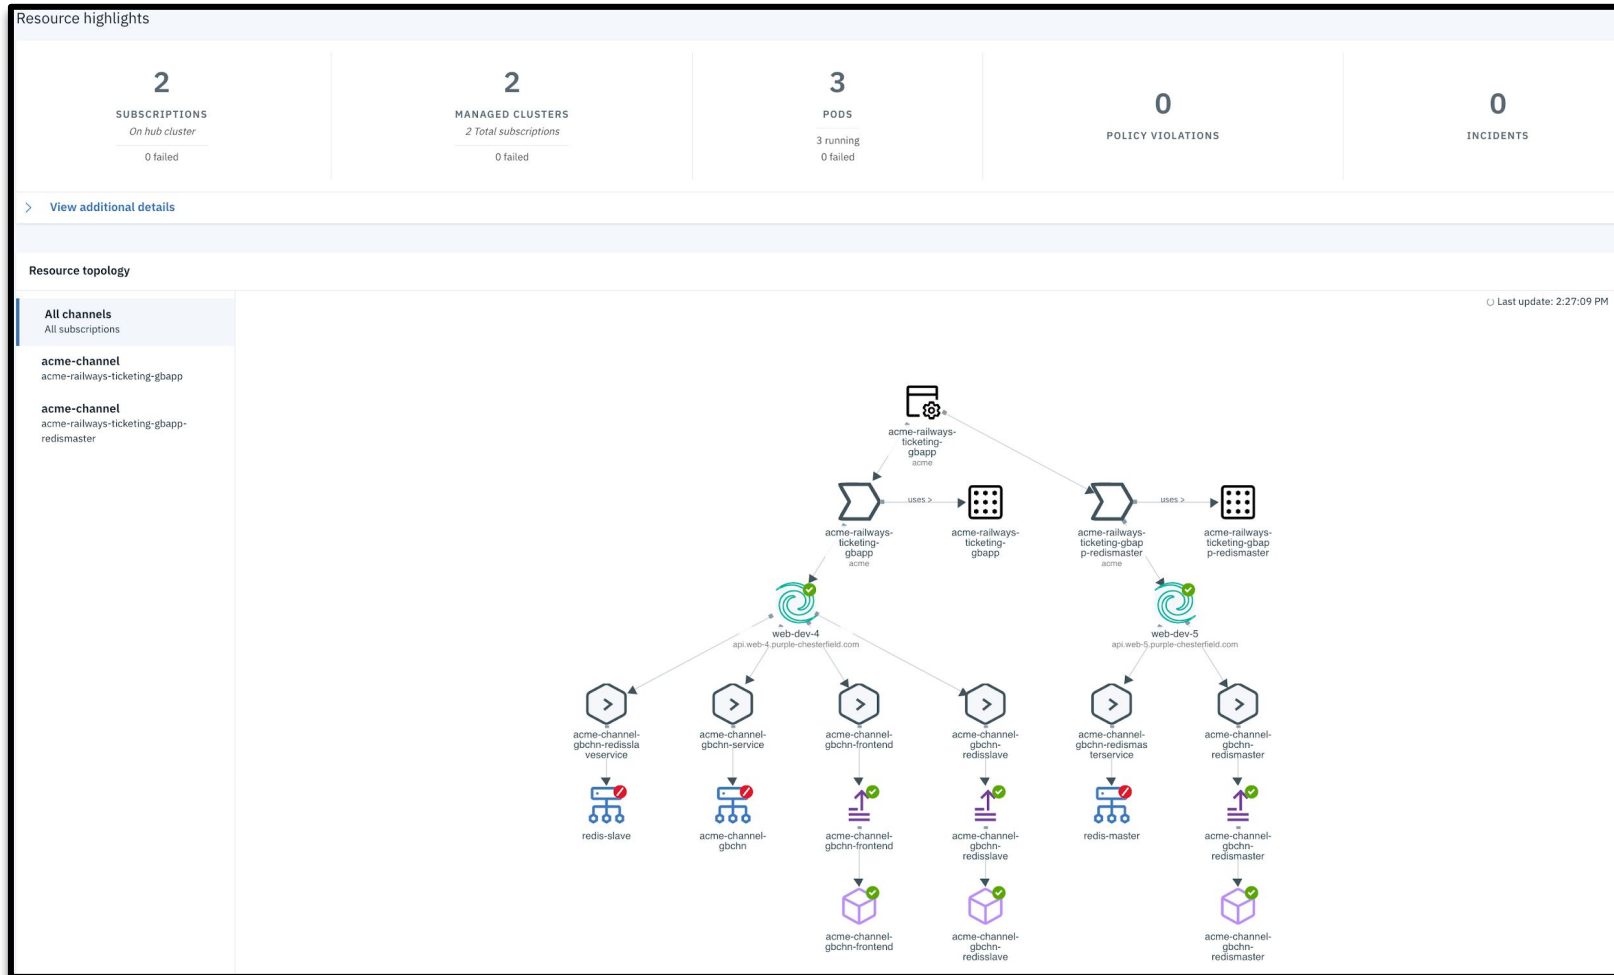 Resource highlights
2
SUBSCRIPTIONS
On hub cluster
0 failed
2
MANAGED CLUSTERS
2 Total subscriptions
0 failed
3
PODS
3 running
0 failed
0
POLICY VIOLATIONS
0
INCIDENTS
View additional details
Resource topology
All channels
All subscriptions
acme-channel
acme-railways-ticketing-gbapp
acme-channel
acme-railways-ticketing-gbapp-
redismaster
Last update: 2:27:09 PM
acme-railways-
ticketing-
gbapp
acme
acme-railways-
ticketing-
gbapp
acme
uses >
acme-railways-
ticketing-
gbapp
acme-railways-
ticketing-gbap
p-redismaster
acme
uses >
acme-railways-
ticketing-gbap
p-redismaster
web-dev-4
api.web-4.purple-chesterfield.com
web-dev-5
api.web-5.purple-chesterfield.com
acme-channel-
gbchn-redissla
veservice
acme-channel-
gbchn-service
acme-channel-
gbchn-frontend
acme-channel-
gbchn-
redisslave
acme-channel-
gbchn-redismas
terservice
acme-channel-
gbchn-
redismaster
redis-slave
acme-channel-
gbchn
acme-channel-
gbchn-frontend
acme-channel-
gbchn-
redisslave
redis-master
acme-channel-
gbchn-
redismaster
acme-channel-
gbchn-frontend
acme-channel-
gbchn-
redisslave
acme-channel-
gbchn-
redismaster